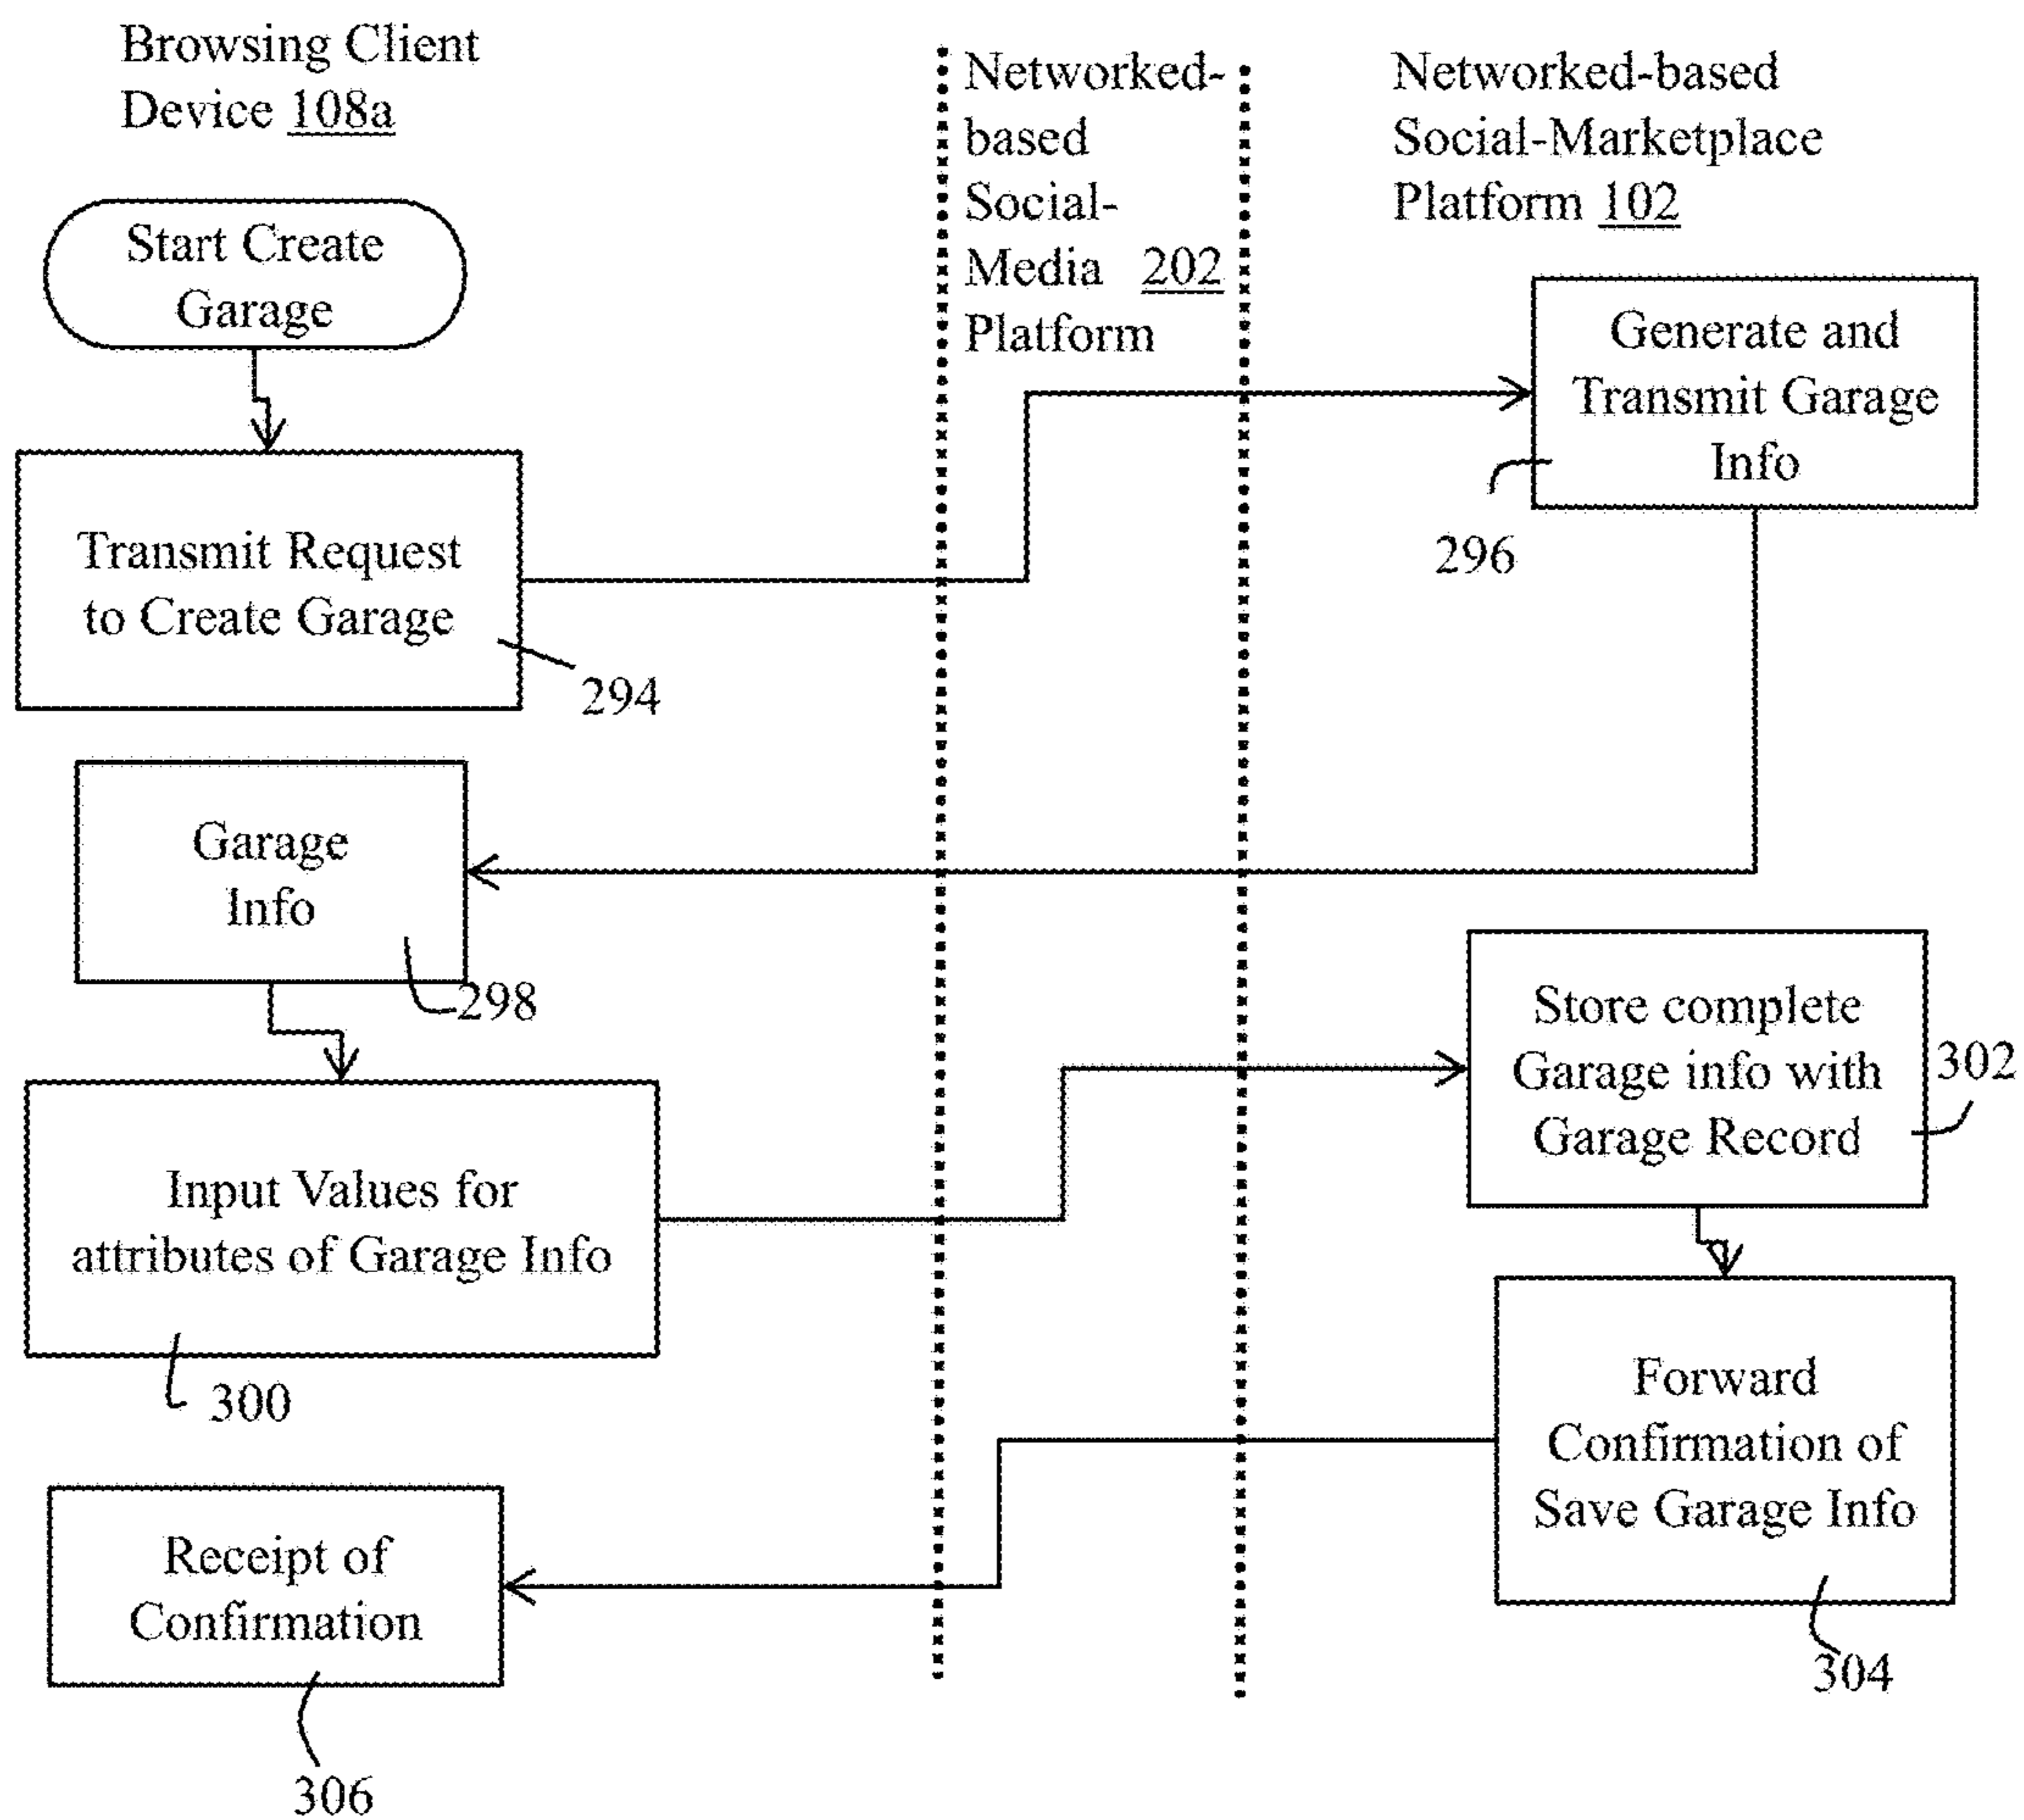 Browsing Client
Device 108a
Networked-
based
Social-
Media 202
Platform
Networked-based
Social-Marketplace
Platform 102
Start Create
Garage
Generate and
Transmit Garage
Info
296
Transmit Request
to Create Garage
294
Garage
Info
298
Store complete
Garage info with
Garage Record
302
Input Values for
attributes of Garage Info
300
Forward
Confirmation of
Save Garage Info
304
Receipt of
Confirmation
306